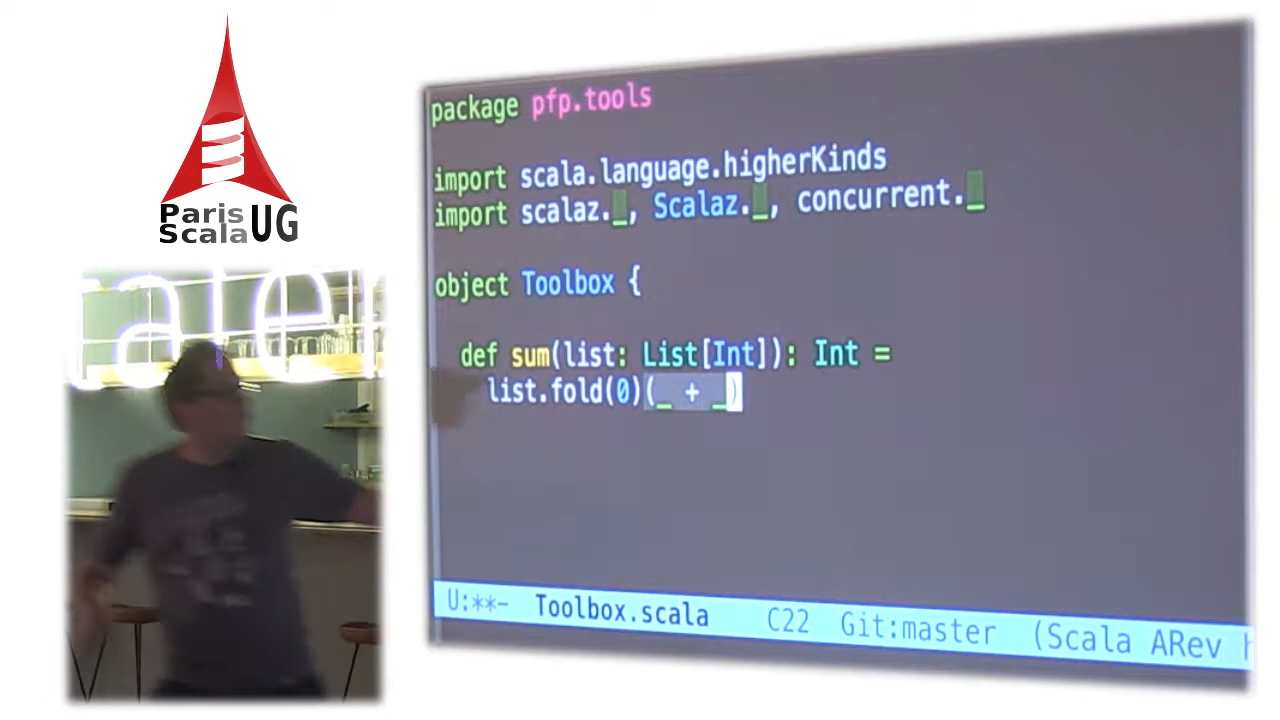 Paris
Scala UG
aler
package pfp.tools
import scala.language.higherKinds
import scalaz._, Scalaz._, concurrent._
object Toolbox {
def sum(list: List[Int]): Int =
list.fold(0)(_ + _)
U:**- Toolbox.scala C22 Git:master (Scala ARev